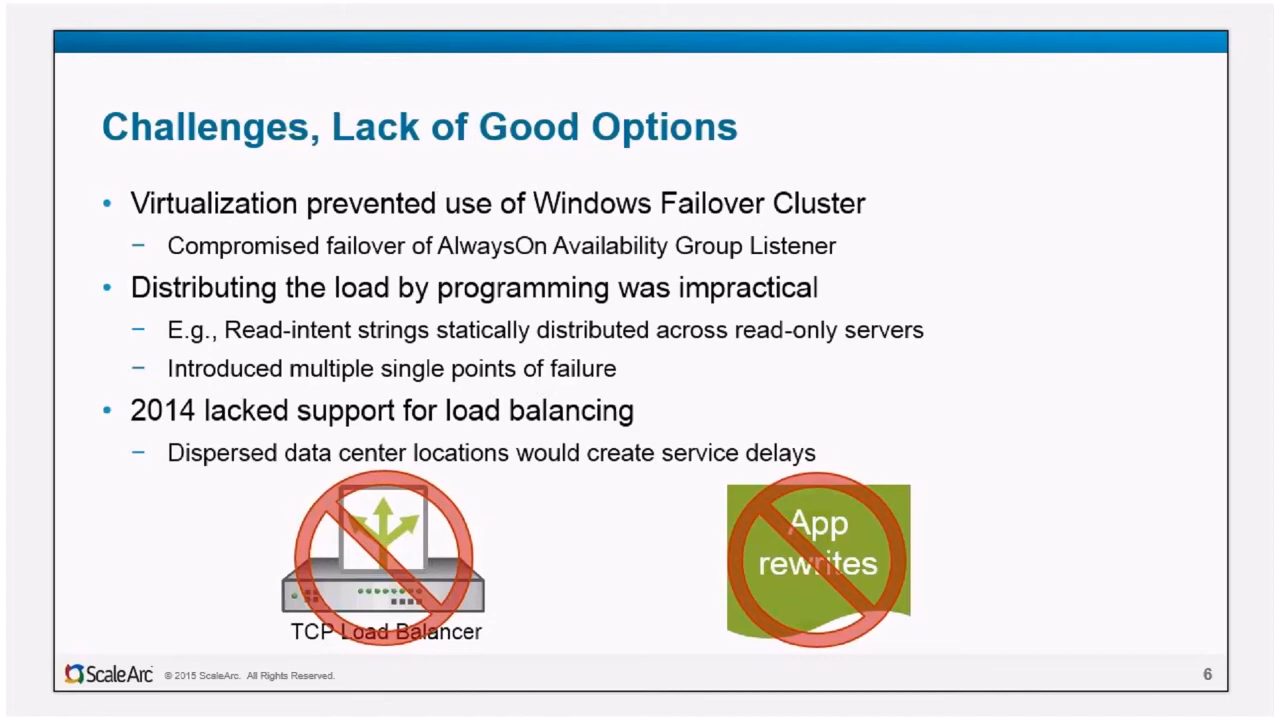 Challenges, Lack of Good Options
• Virtualization prevented use of Windows Failover Cluster
– Compromised failover of AlwaysOn Availability Group Listener
• Distributing the load by programming was impractical
– E.g., Read-intent strings statically distributed across read-only servers
– Introduced multiple single points of failure
• 2014 lacked support for load balancing
– Dispersed data center locations would create service delays
App
rewrites
TCP Load Balancer
ScaleArc © 2015 ScaleArc. All Rights Reserved. 6